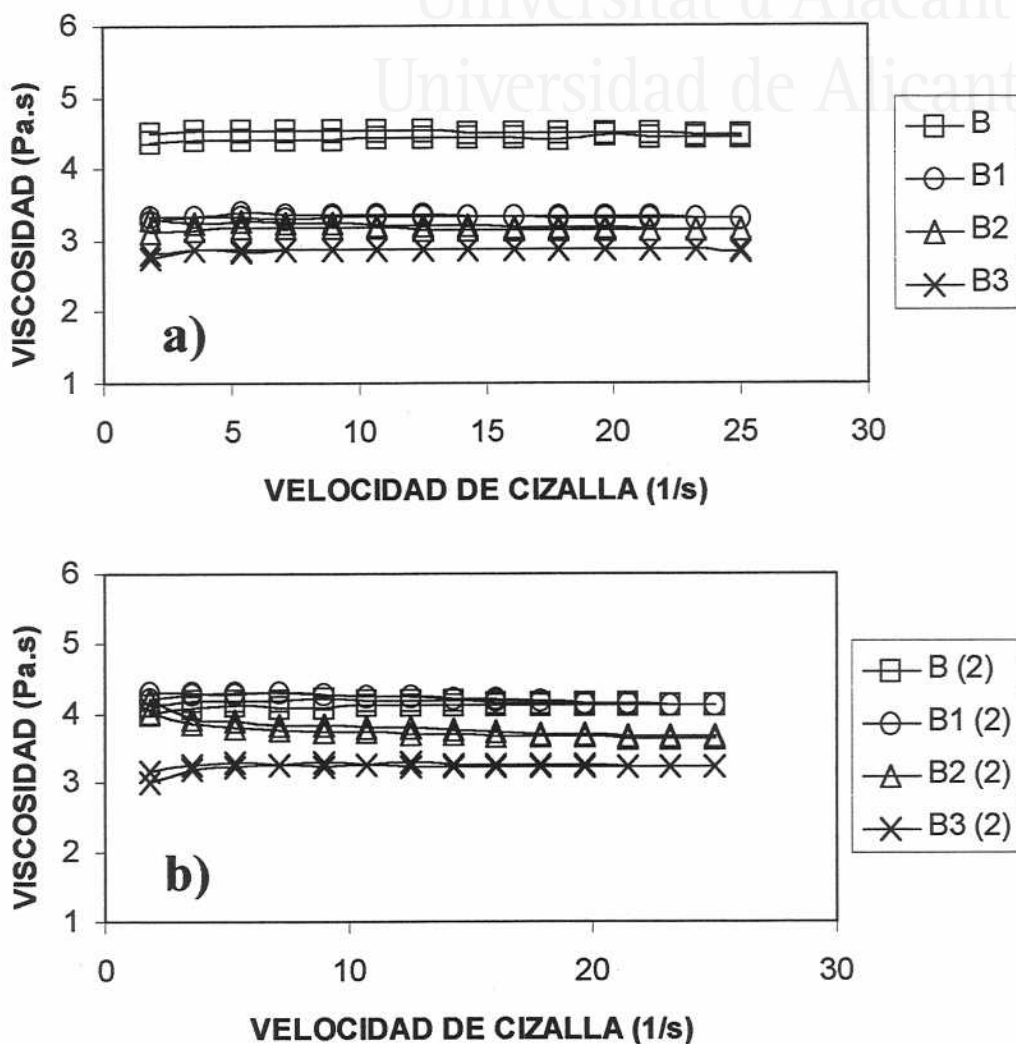 Universitat d'Alacant
Universidad de Alicant
6
5
4
3
2
1
VISCOSIDAD (Pa.s)
a)
0 5 10 15 20 25 30
VELOCIDAD DE CIZALLA (1/s)
B
B1
B2
B3
6
5
4
3
2
1
VISCOSIDAD (Pa.s)
b)
0 10 20 30
VELOCIDAD DE CIZALLA (1/s)
B (2)
B1 (2)
B2 (2)
B3 (2)